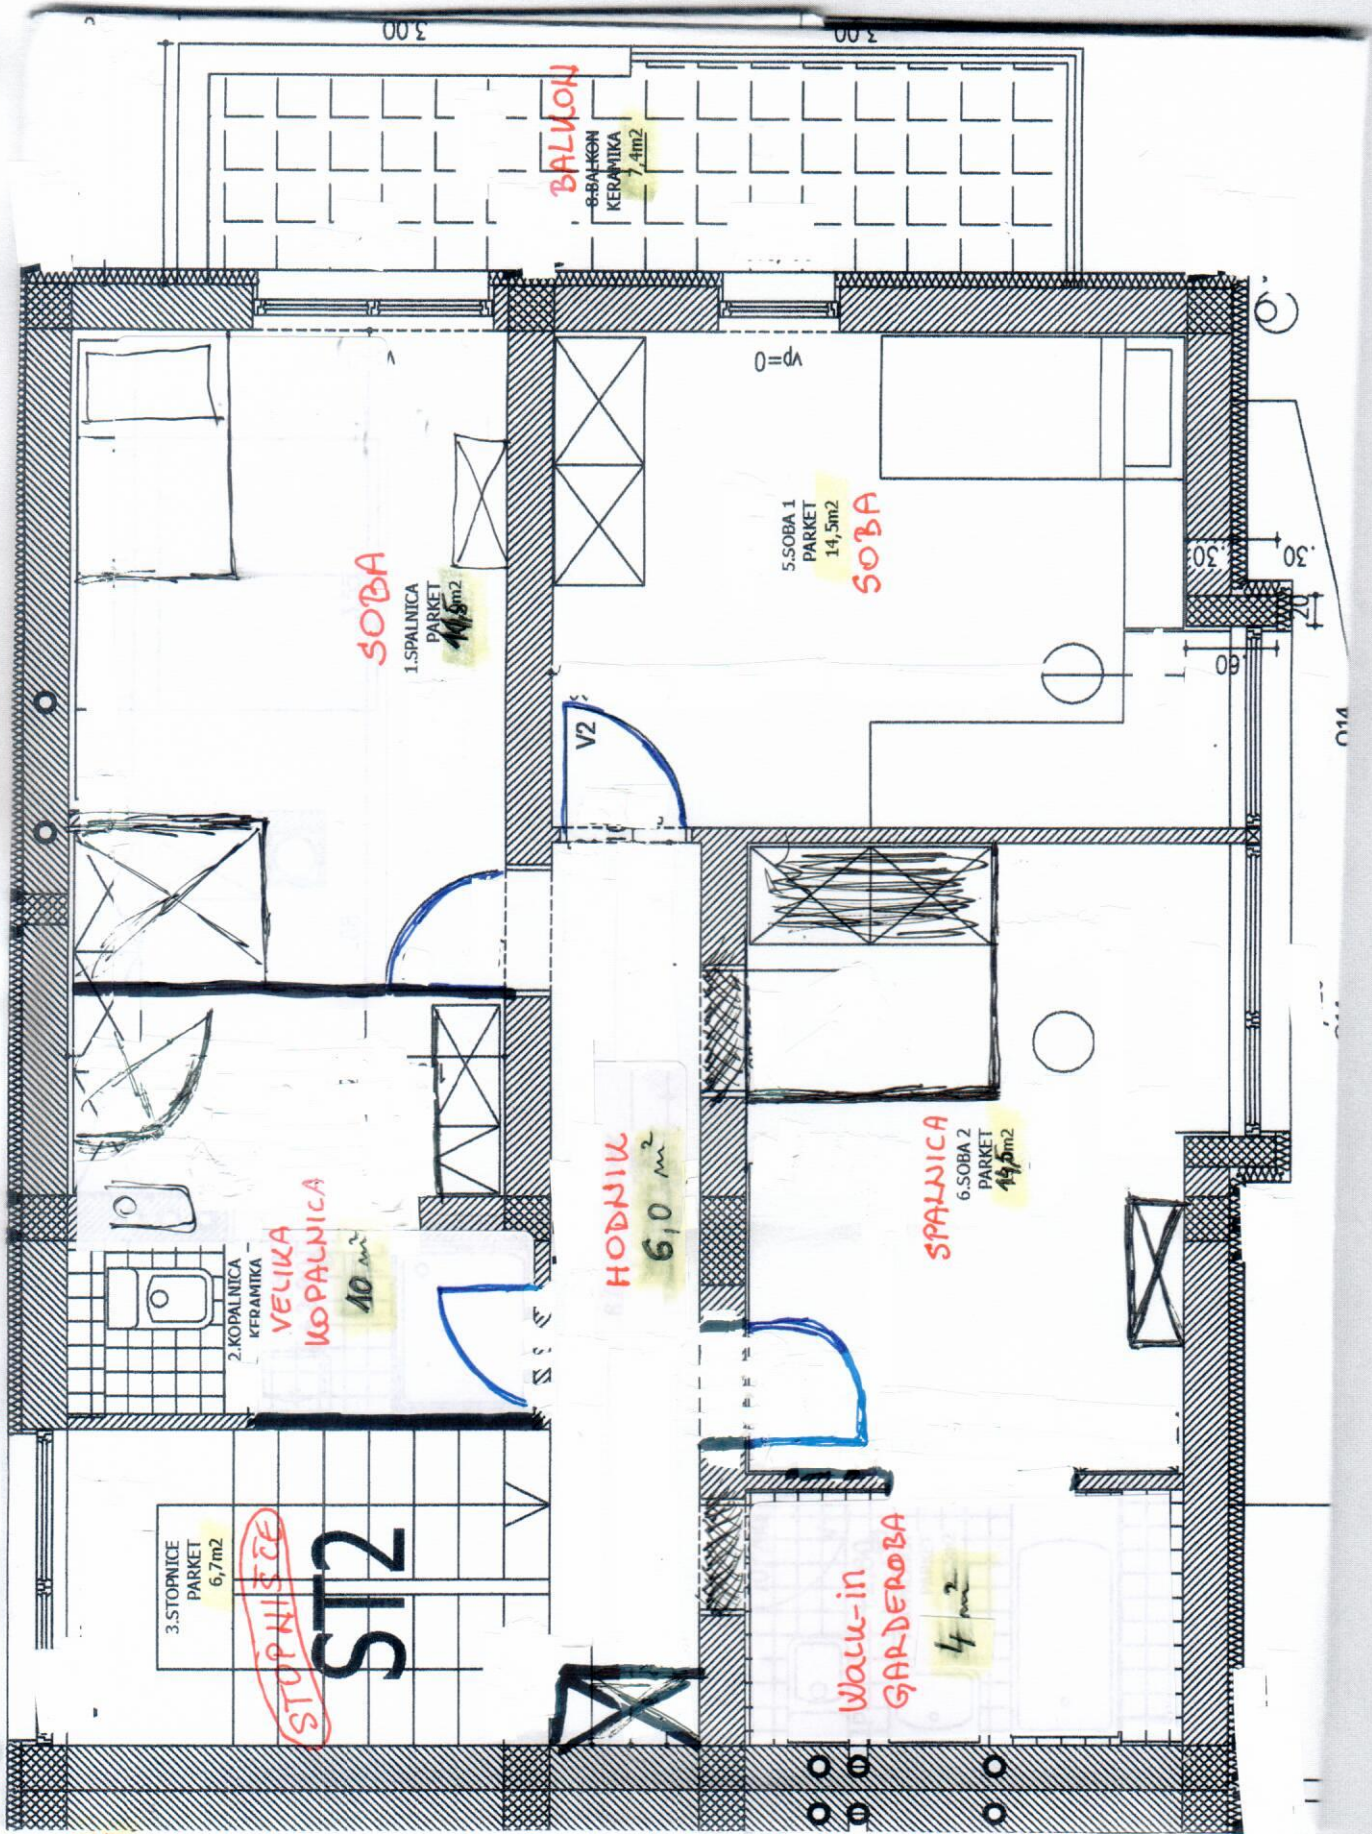 3.00
3.00
BALKON
8.BALKON
KERAMIKA
7,4m2
vp=0
SOBA
1.SPALNICA
PARKET
5.SOBA 1
PARKET
14,5m2
SOBA
.30
.30
20
.60
V2
014
HODNIK
6,0 m²
SPALNICA
6.SOBA 2
PARKET
VELIKA
KOPALNICA
10 m²
2.KOPALNICA
KERAMIKA
3.STOPNICE
PARKET
6,7m2
STOPNIŠČE
ST2
Walk-in
GARDEROBA
4 m²